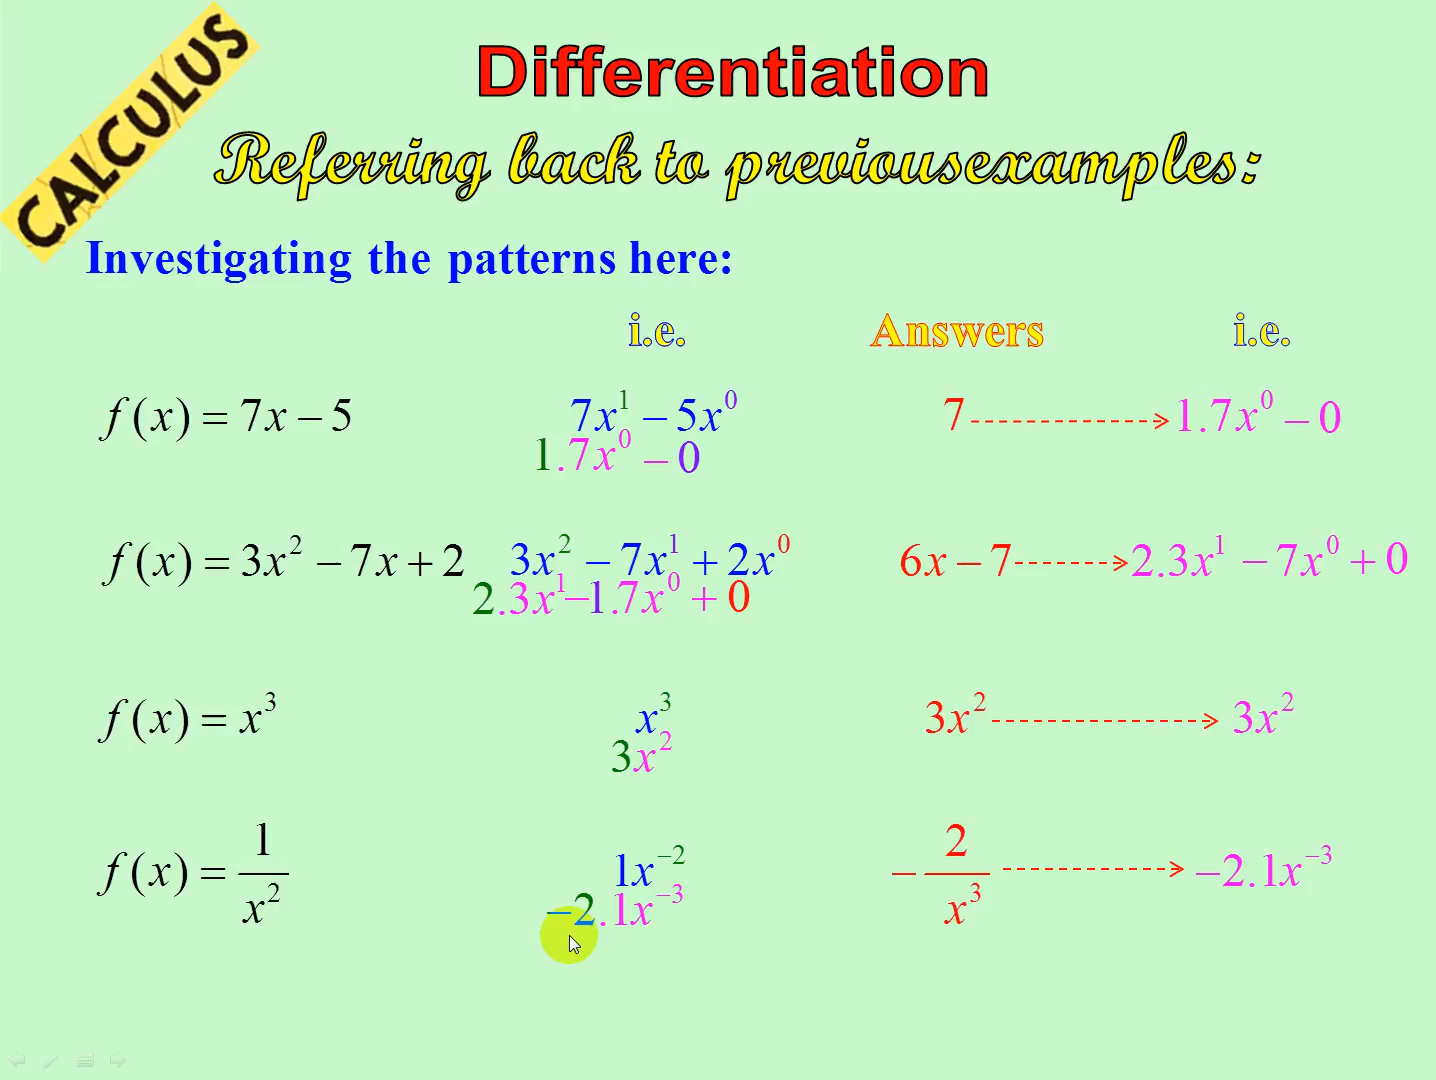 CALCULUS
Differentiation
Referring back to previousexamples:
Investigating the patterns here:
i.e. Answers i.e.
f(x) = 7x − 5 7x¹ − 5x⁰ 7 1.7x⁰ − 0
1.7x⁰ − 0
f(x) = 3x² − 7x + 2 3x² − 7x¹ + 2x⁰ 6x − 7 2.3x¹ − 7x⁰ + 0
2.3x¹ − 1.7x⁰ + 0
f(x) = x³ x³ 3x² 3x²
3x²
f(x) = 1/x² 1x⁻² −2/x³ −2.1x⁻³
−2.1x⁻³